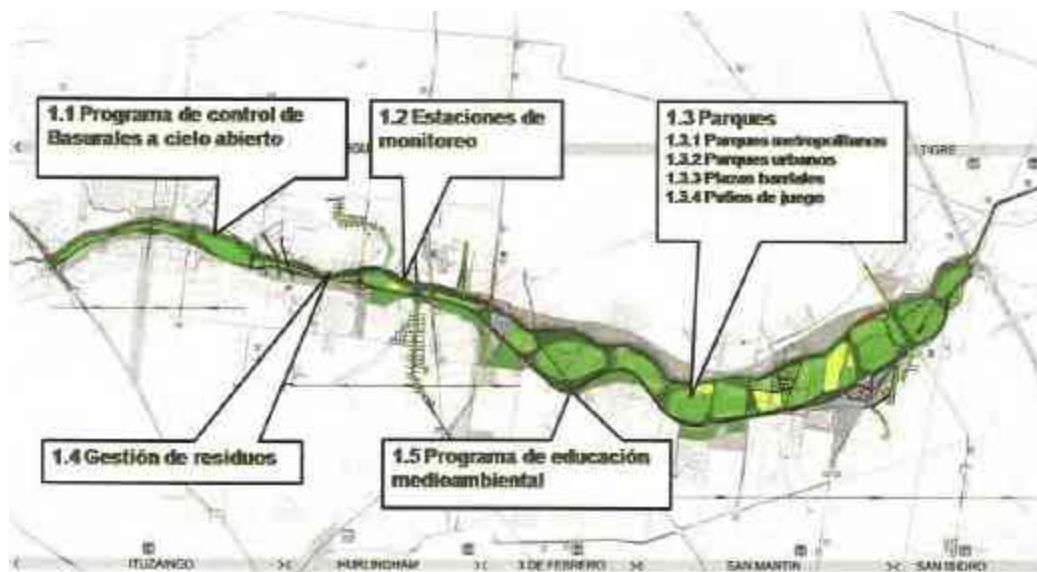 1.1 Programa de control de
Basurales a cielo abierto
1.2 Estaciones de
monitoreo
1.3 Parques
1.3.1 Parques metropolitanos
1.3.2 Parques urbanos
1.3.3 Plazas barriales
1.3.4 Patios de juego
TIGRE
1.4 Gestión de residuos
1.5 Programa de educación
medioambiental
ITUZAINGO
HURLINGHAM
3 DE FERRERO
SAN MARTIN
SAN ISIDRO